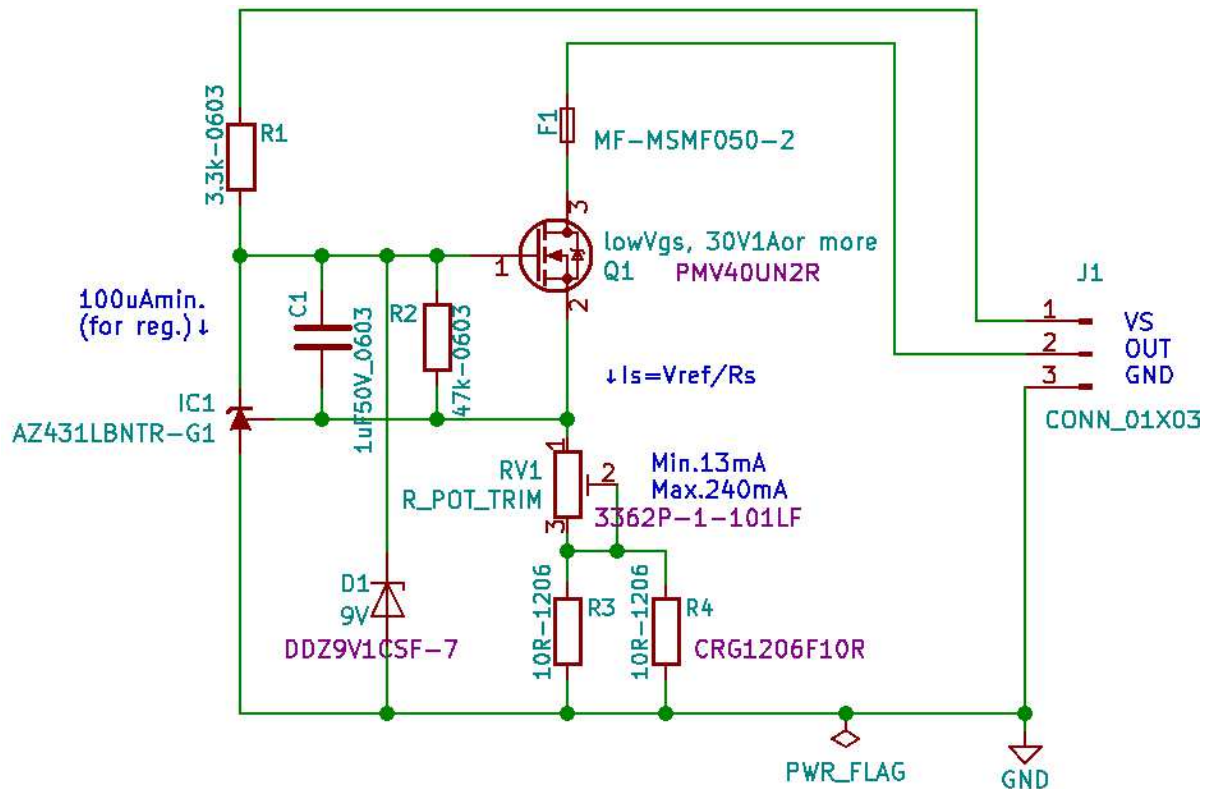 3.3k-0603
R1
F1
MF-MSMF050-2
3
lowVgs, 30V1Aor more
Q1
PMV40UN2R
1
2
J1
100uAmin.
(for reg.)↓
C1
1uF50V_0603
R2
47k-0603
1
VS
2
OUT
3
GND
CONN_01X03
↓Is=Vref/Rs
IC1
AZ431LBNTR-G1
1
RV1
R_POT_TRIM
2
3
Min.13mA
Max.240mA
3362P-1-101LF
D1
9V
DDZ9V1CSF-7
10R-1206
R3
10R-1206
R4
CRG1206F10R
PWR_FLAG
GND